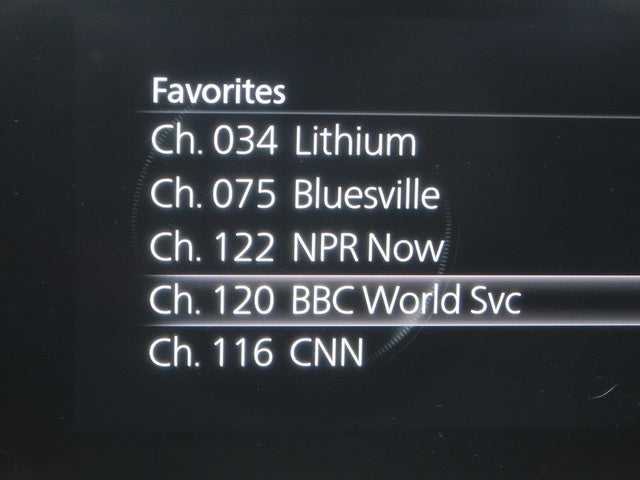 Favorites
Ch. 034 Lithium
Ch. 075 Bluesville
Ch. 122 NPR Now
Ch. 120 BBC World Svc
Ch. 116 CNN